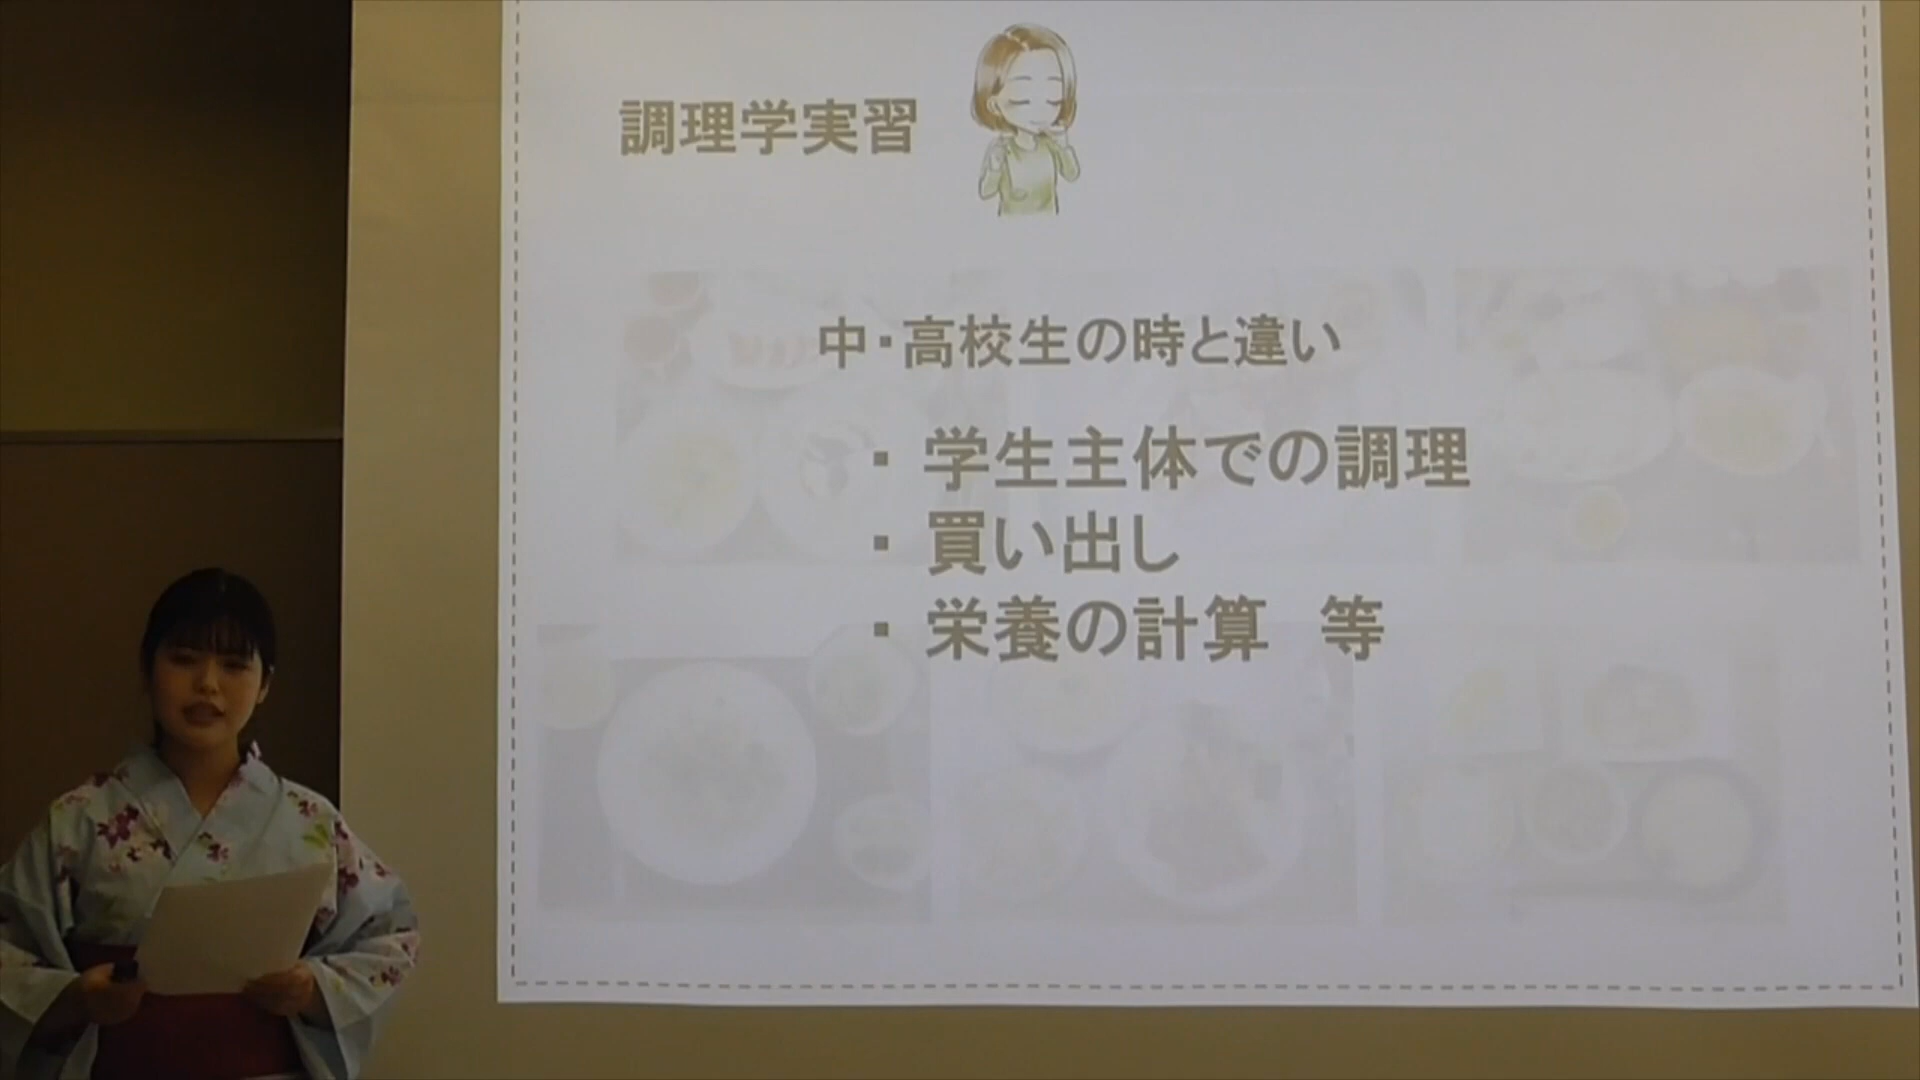 調理学実習
中・高校生の時と違い
・ 学生主体での調理
・ 買い出し
・ 栄養の計算　等